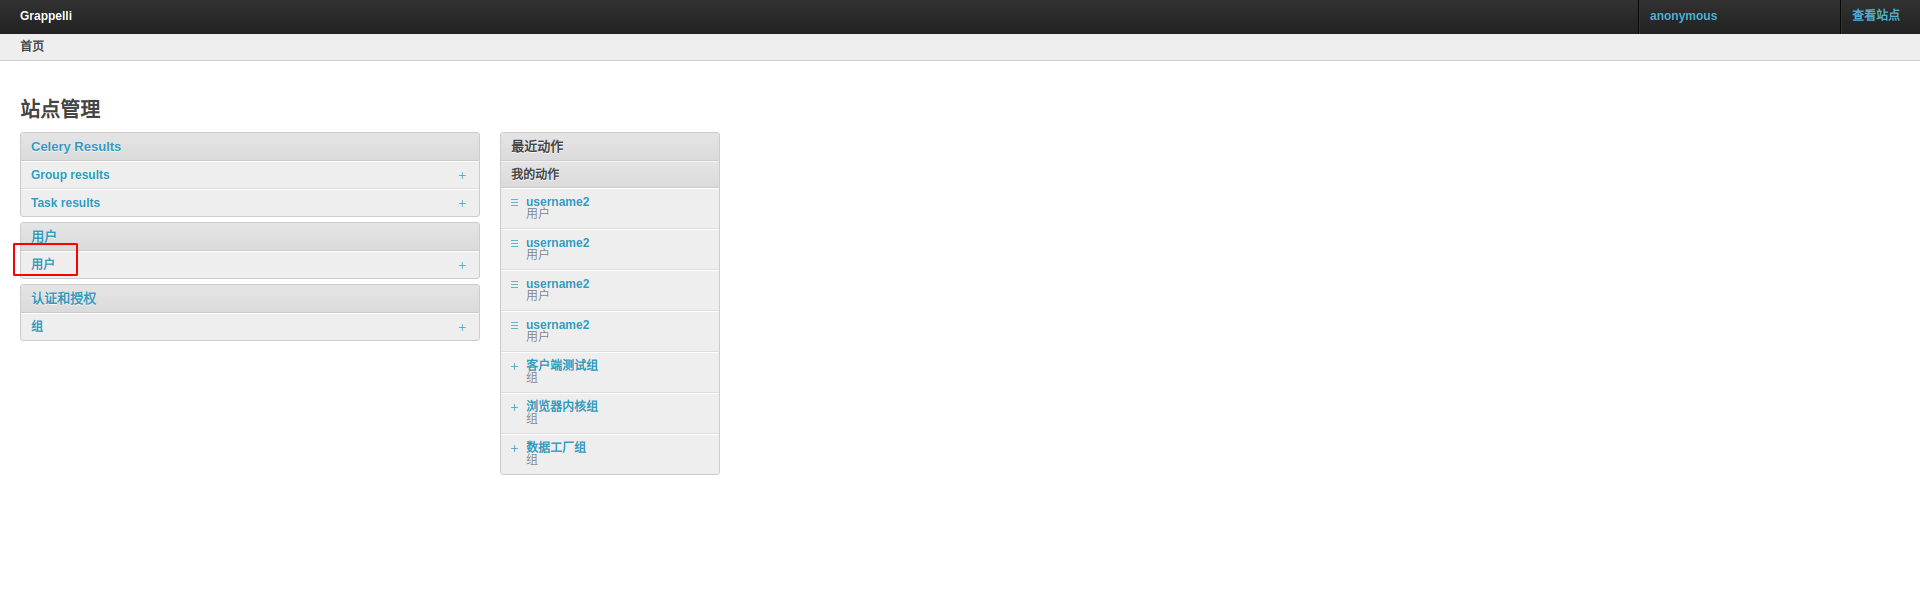 Grappelli
anonymous
查看站点
首页
站点管理
Celery Results
Group results
Task results
用户
用户
认证和授权
组
最近动作
我的动作
username2
用户
username2
用户
username2
用户
username2
用户
客户端测试组
组
浏览器内核组
组
数据工厂组
组